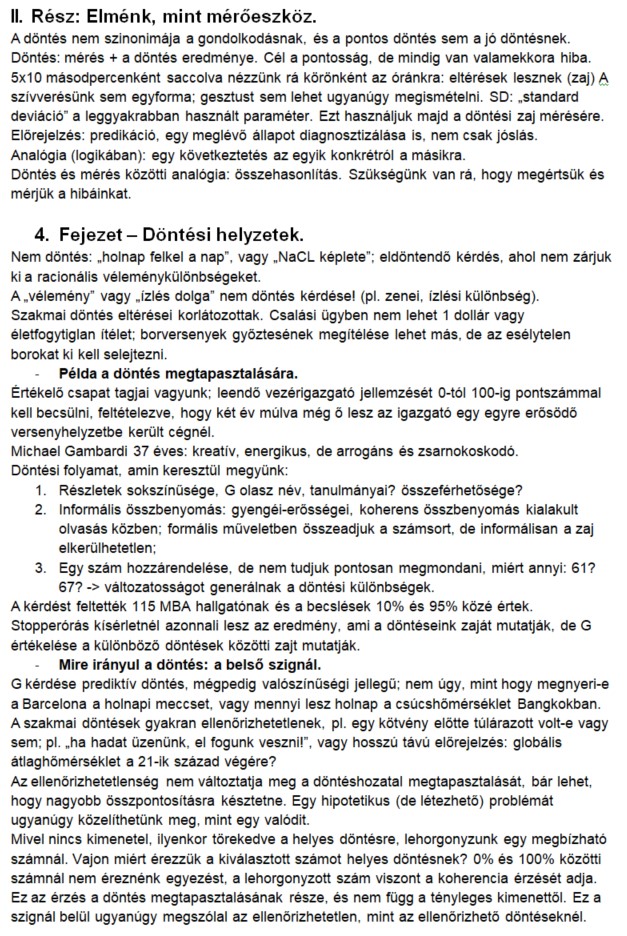 II. Rész: Elménk, mint mérőeszköz.
A döntés nem szinonimája a gondolkodásnak, és a pontos döntés sem a jó döntésnek.
Döntés: mérés + a döntés eredménye. Cél a pontosság, de mindig van valamekkora hiba.
5x10 másodpercenként saccolva nézzünk rá körönként az óránkra: eltérések lesznek (zaj) A
szívverésünk sem egyforma; gesztust sem lehet ugyanúgy megismételni. SD: „standard
deviáció” a leggyakrabban használt paraméter. Ezt használjuk majd a döntési zaj mérésére.
Előrejelzés: predikáció, egy meglévő állapot diagnosztizálása is, nem csak jóslás.
Analógia (logikában): egy következtetés az egyik konkrétról a másikra.
Döntés és mérés közötti analógia: összehasonlítás. Szükségünk van rá, hogy megértsük és
mérjük a hibáinkat.
4. Fejezet – Döntési helyzetek.
Nem döntés: „holnap felkel a nap”, vagy „NaCL képlete”; eldöntendő kérdés, ahol nem zárjuk
ki a racionális véleménykülönbségeket.
A „vélemény” vagy „ízlés dolga” nem döntés kérdése! (pl. zenei, ízlési különbség).
Szakmai döntés eltérései korlátozottak. Csalási ügyben nem lehet 1 dollár vagy
életfogytiglan ítélet; borversenyek győztesének megítélése lehet más, de az esélytelen
borokat ki kell selejtezni.
- Példa a döntés megtapasztalására.
Értékelő csapat tagjai vagyunk; leendő vezérigazgató jellemzését 0-tól 100-ig pontszámmal
kell becsülni, feltételezve, hogy két év múlva még ő lesz az igazgató egy egyre erősödő
versenyhelyzetbe került cégnél.
Michael Gambardi 37 éves: kreatív, energikus, de arrogáns és zsarnokoskodó.
Döntési folyamat, amin keresztül megyünk:
1. Részletek sokszínűsége, G olasz név, tanulmányai? összeférhetősége?
2. Informális összbenyomás: gyengéi-erősségei, koherens összbenyomás kialakult
olvasás közben; formális műveletben összeadjuk a számsort, de informálisan a zaj
elkerülhetetlen;
3. Egy szám hozzárendelése, de nem tudjuk pontosan megmondani, miért annyi: 61?
67? -> változatosságot generálnak a döntési különbségek.
A kérdést feltették 115 MBA hallgatónak és a becslések 10% és 95% közé értek.
Stopperórás kísérletnél azonnali lesz az eredmény, ami a döntéseink zaját mutatják, de G
értékelése a különböző döntések közötti zajt mutatják.
- Mire irányul a döntés: a belső szignál.
G kérdése prediktív döntés, mégpedig valószínűségi jellegű; nem úgy, mint hogy megnyeri-e
a Barcelona a holnapi meccset, vagy mennyi lesz holnap a csúcshőmérséklet Bangkokban.
A szakmai döntések gyakran ellenőrizhetetlenek, pl. egy kötvény előtte túlárazott volt-e vagy
sem; pl. „ha hadat üzenünk, el fogunk veszni!”, vagy hosszú távú előrejelzés: globális
átlaghőmérséklet a 21-ik század végére?
Az ellenőrizhetetlenség nem változtatja meg a döntéshozatal megtapasztalását, bár lehet,
hogy nagyobb összpontosításra késztetne. Egy hipotetikus (de létezhető) problémát
ugyanúgy közelíthetünk meg, mint egy valódit.
Mivel nincs kimenetel, ilyenkor törekedve a helyes döntésre, lehorgonyzunk egy megbízható
számnál. Vajon miért érezzük a kiválasztott számot helyes döntésnek? 0% és 100% közötti
számnál nem éreznénk egyezést, a lehorgonyzott szám viszont a koherencia érzését adja.
Ez az érzés a döntés megtapasztalásának része, és nem függ a tényleges kimenettől. Ez a
szignál belül ugyanúgy megszólal az ellenőrizhetetlen, mint az ellenőrizhető döntéseknél.